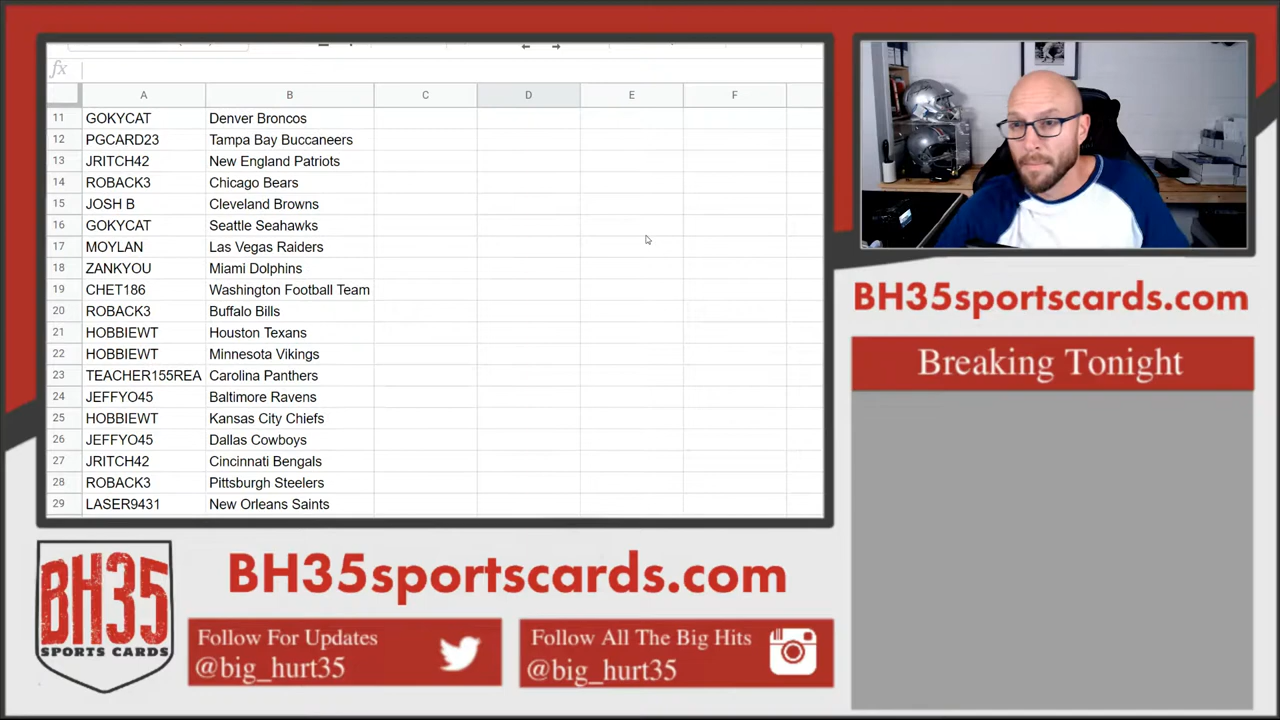 fx
A B C D E F
11 GOKYCAT Denver Broncos
12 PGCARD23 Tampa Bay Buccaneers
13 JRITCH42 New England Patriots
14 ROBACK3 Chicago Bears
15 JOSH B Cleveland Browns
16 GOKYCAT Seattle Seahawks
17 MOYLAN Las Vegas Raiders
18 ZANKYOU Miami Dolphins
19 CHET186 Washington Football Team
20 ROBACK3 Buffalo Bills
21 HOBBIEWT Houston Texans
22 HOBBIEWT Minnesota Vikings
23 TEACHER155REA Carolina Panthers
24 JEFFYO45 Baltimore Ravens
25 HOBBIEWT Kansas City Chiefs
26 JEFFYO45 Dallas Cowboys
27 JRITCH42 Cincinnati Bengals
28 ROBACK3 Pittsburgh Steelers
29 LASER9431 New Orleans Saints
BH35sportscards.com
Breaking Tonight
BH35
SPORTS CARDS
BH35sportscards.com
Follow For Updates
@big_hurt35
Follow All The Big Hits
@big_hurt35